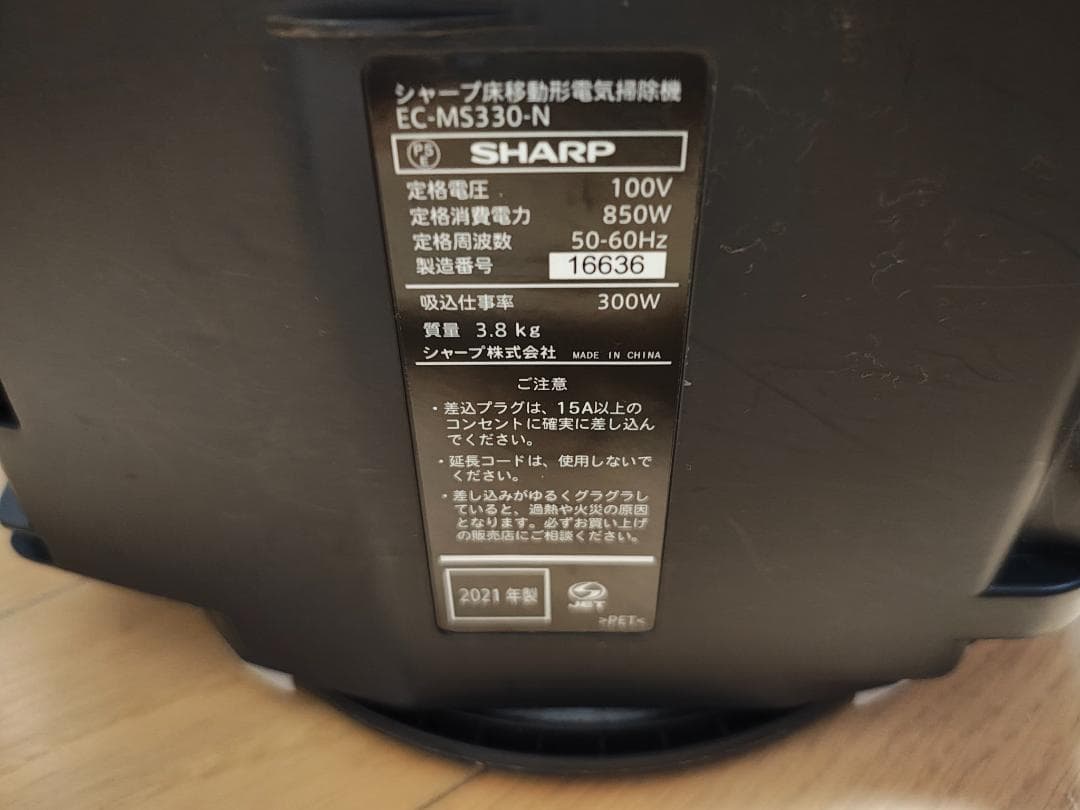 シャープ床移動形電気掃除機
EC-MS330-N
PS E SHARP
定格電圧 100V
定格消費電力 850W
定格周波数 50-60Hz
製造番号 16636
吸込仕事率 300W
質量 3.8 kg
シャープ株式会社 MADE IN CHINA
ご注意
・差込プラグは、15A以上の
コンセントに確実に差し込ん
でください。
・延長コードは、使用しないで
ください。
・差し込みがゆるくグラグラし
ていると、過熱や火災の原因
となります。必ずお買い上げ
の販売店にご相談ください。
2021 年製 JET
>PET<